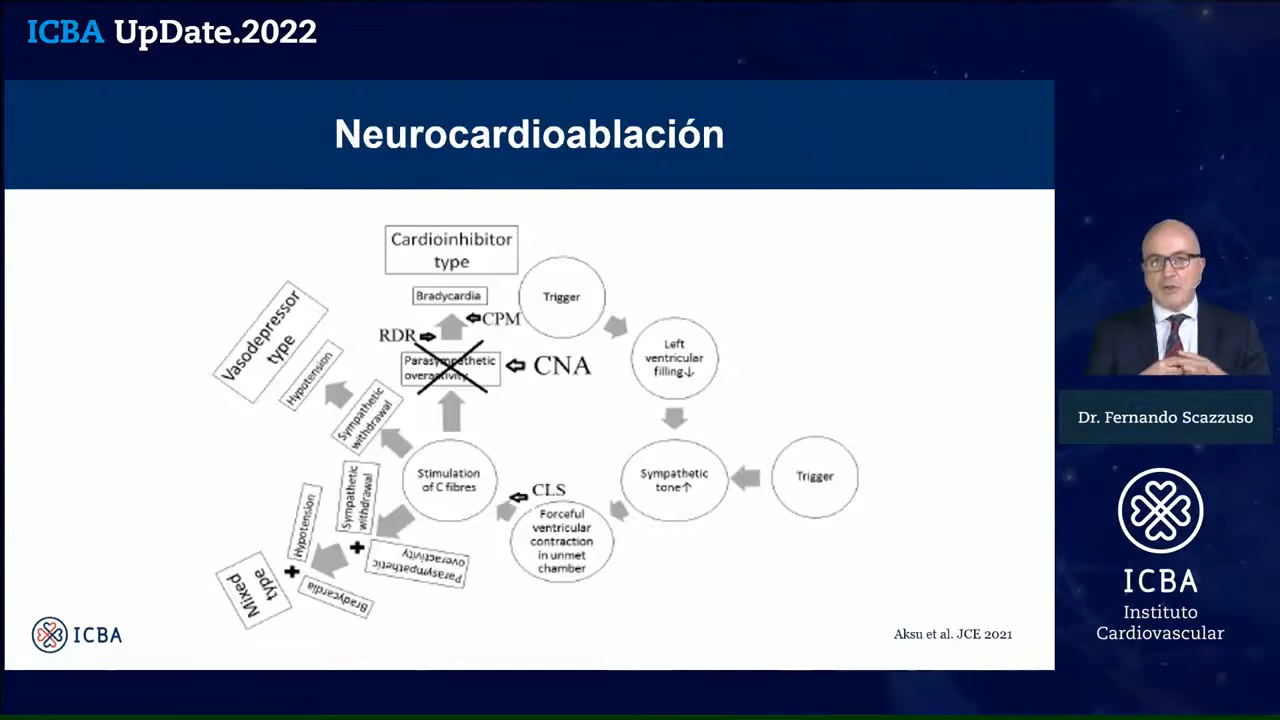 ICBA UpDate.2022
Neurocardioablación
Cardioinhibitor
type
Bradycardia
CPM
RDR
Parasympathetic
overactivity
CNA
Trigger
Left
ventricular
filling↓
Sympathetic
tone↑
Trigger
Forceful
ventricular
contraction
in unmet
chamber
CLS
Stimulation
of C fibres
Sympathetic
withdrawal
Hypotension
Vasodepressor
type
Sympathetic
withdrawal
+
Parasympathetic
overactivity
Hypotension
+
Bradycardia
Mixed
type
ICBA
Aksu et al. JCE 2021
Dr. Fernando Scazzuso
ICBA
Instituto
Cardiovascular